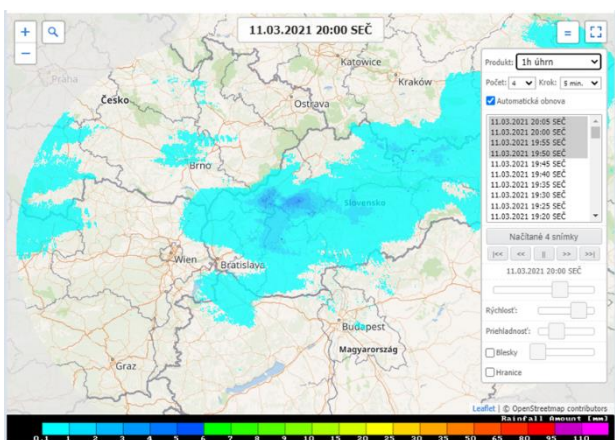 +
−
11.03.2021 20:00 SEČ
=
Produkt: 1h úhrn
Počet: 4 Krok: 5 min.
Automatická obnova
11.03.2021 20:05 SEČ
11.03.2021 20:00 SEČ
11.03.2021 19:55 SEČ
11.03.2021 19:50 SEČ
11.03.2021 19:45 SEČ
11.03.2021 19:40 SEČ
11.03.2021 19:35 SEČ
11.03.2021 19:30 SEČ
11.03.2021 19:25 SEČ
11.03.2021 19:20 SEČ
Načítané 4 snímky
|<< << || >> >>|
11.03.2021 20:00 SEČ
Rýchlosť:
Priehladnosť:
Blesky
Hranice
Praha
Česko
Katowice
Kraków
Ostrava
Brno
Slovensko
Wien
Bratislava
Budapest
Magyarország
Graz
Leaflet | © OpenStreetmap contributors
Rainfall Amount [mm]
0.1 1 2 3 4 5 6 7 8 9 10 15 20 25 30 35 50 65 80 95 110